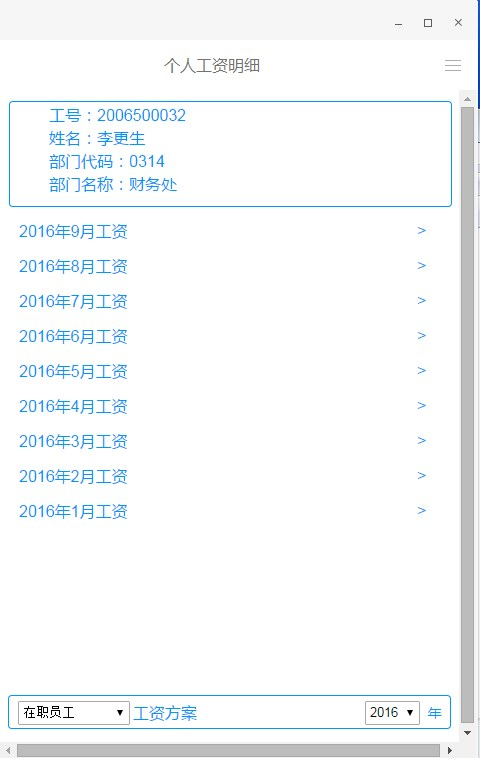 个人工资明细
工号：2006500032
姓名：李更生
部门代码：0314
部门名称：财务处
2016年9月工资 >
2016年8月工资 >
2016年7月工资 >
2016年6月工资 >
2016年5月工资 >
2016年4月工资 >
2016年3月工资 >
2016年2月工资 >
2016年1月工资 >
在职员工 工资方案 2016 年